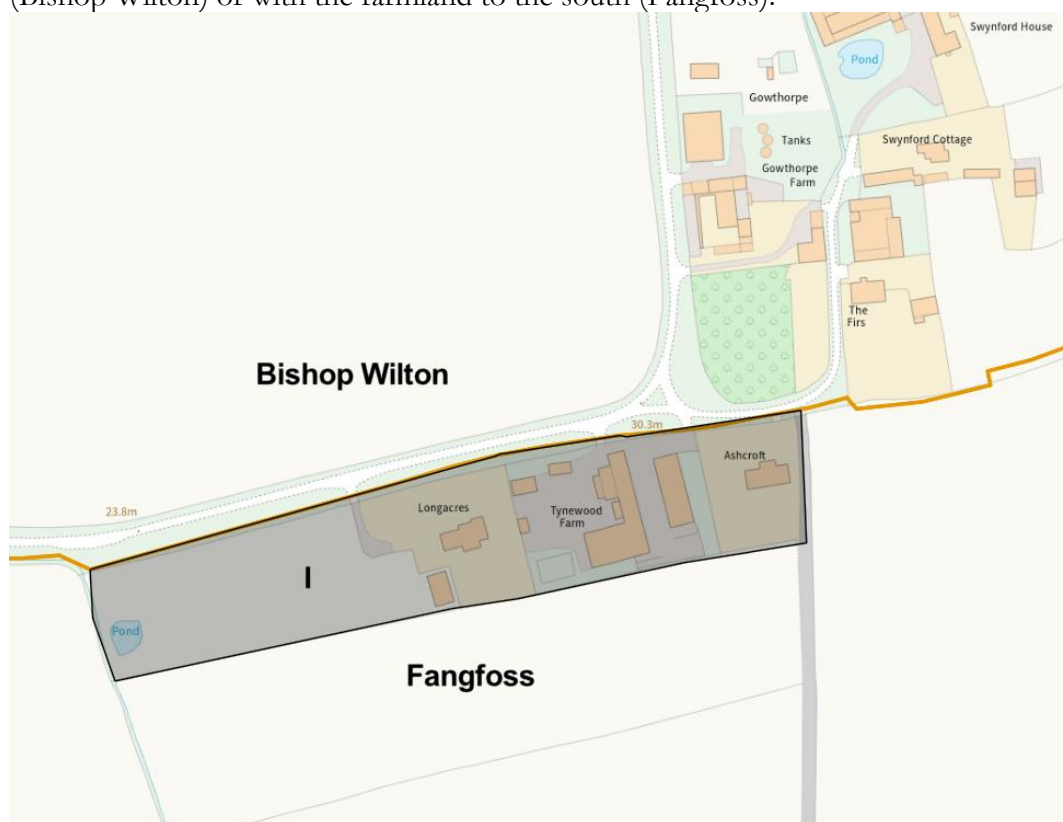 (Bishop Wilton) or with the farmland to the south (Fangfoss).
Swynford House
Pond
Gowthorpe
Tanks
Swynford Cottage
Gowthorpe
Farm
The
Firs
Bishop Wilton
30.3m
Ashcroft
23.8m
Longacres
Tynewood
Farm
I
Pond
Fangfoss